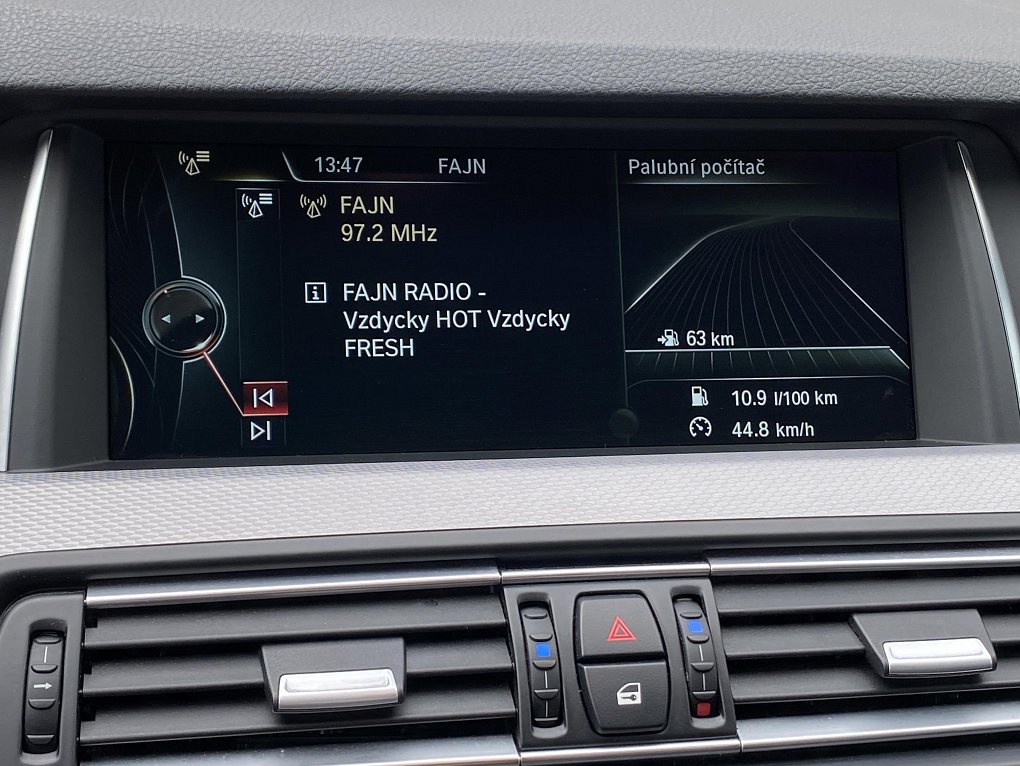 13:47 FAJN
Palubní počítač
FAJN
97.2 MHz
FAJN RADIO -
Vzdycky HOT Vzdycky
FRESH
63 km
10.9 l/100 km
44.8 km/h